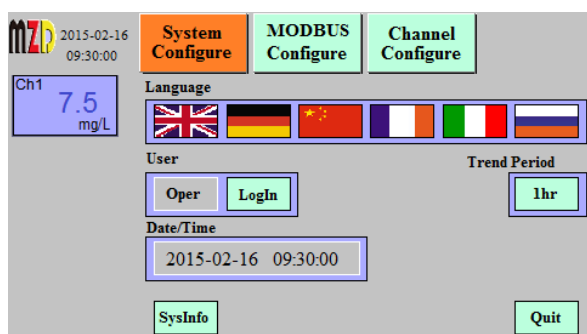 MZD 2015-02-16
09:30:00
System
Configure
MODBUS
Configure
Channel
Configure
Ch1
7.5
mg/L
Language
User
Trend Period
Oper
LogIn
1hr
Date/Time
2015-02-16 09:30:00
SysInfo
Quit